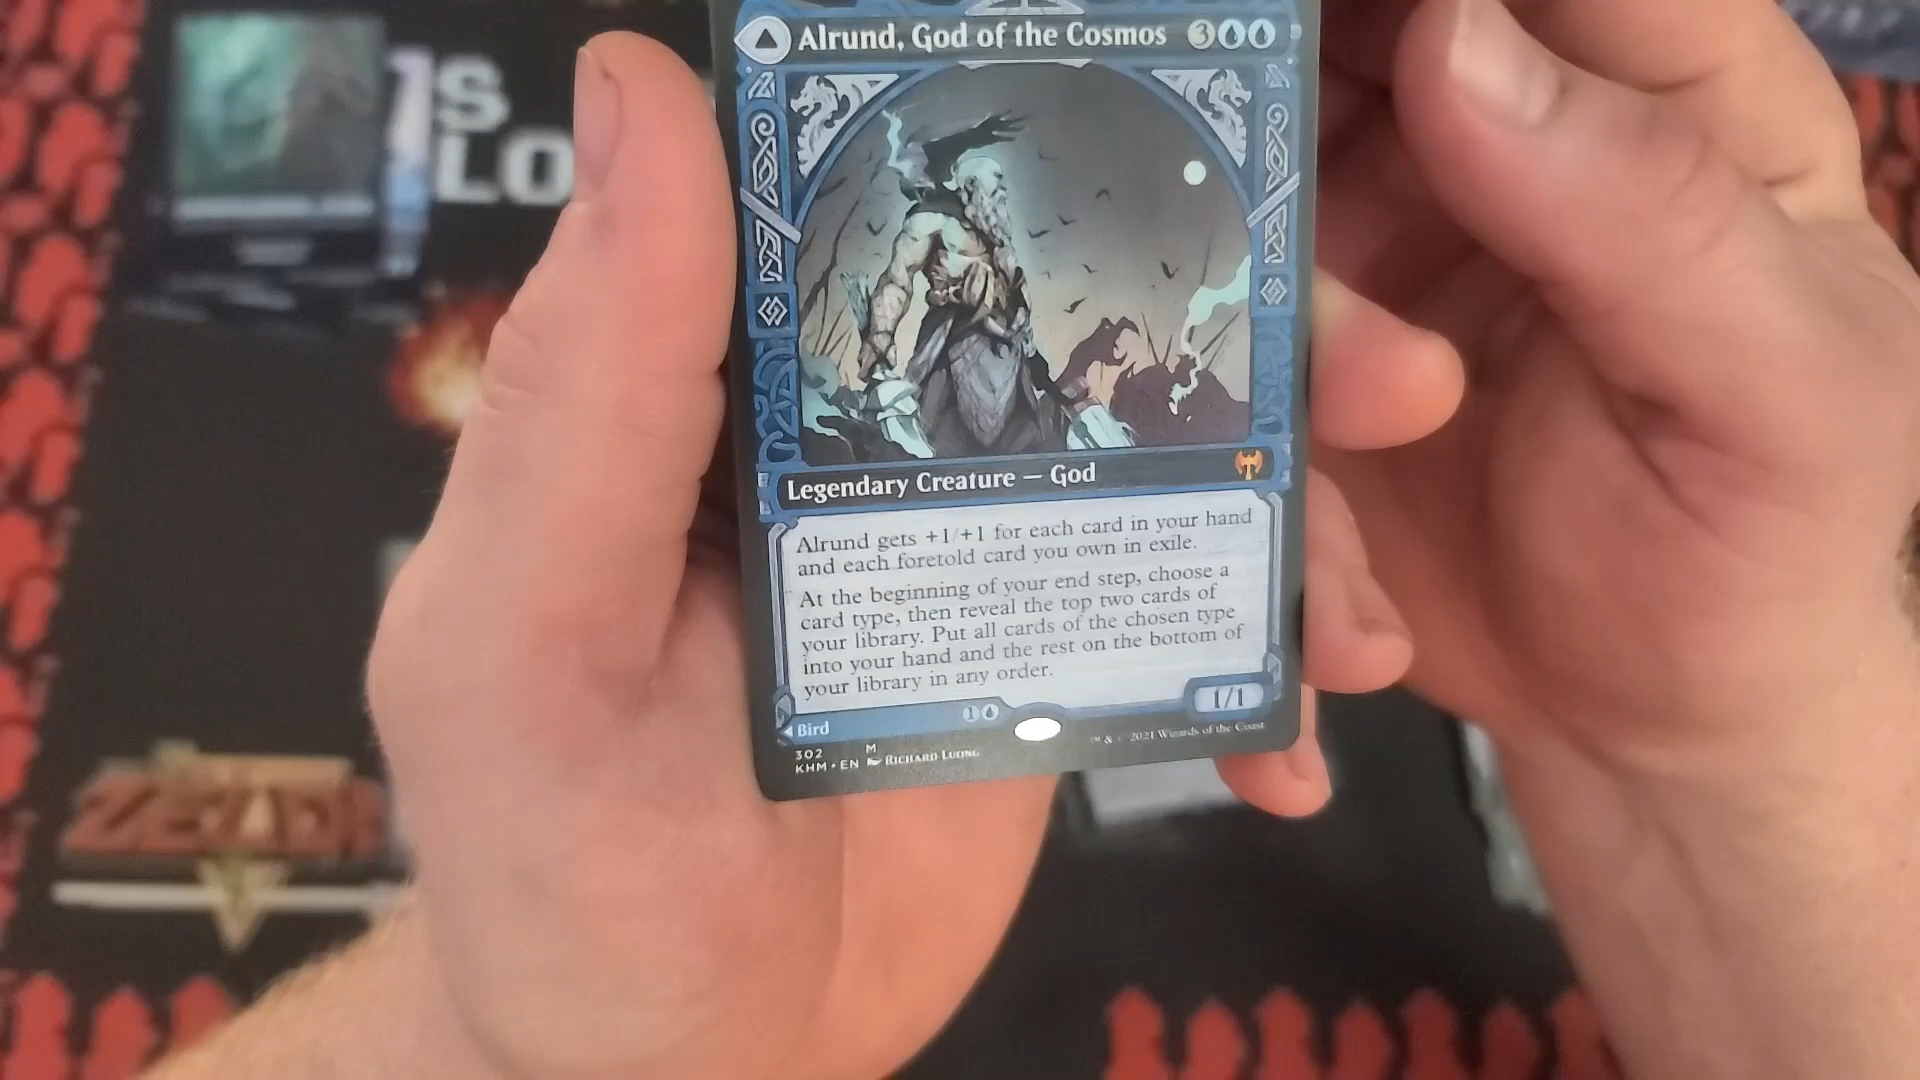 S
LO
Alrund, God of the Cosmos 3
Legendary Creature — God
Alrund gets +1/+1 for each card in your hand
and each foretold card you own in exile.
At the beginning of your end step, choose a
card type, then reveal the top two cards of
your library. Put all cards of the chosen type
into your hand and the rest on the bottom of
your library in any order.
1/1
Bird 1
302 M
KHM • EN Richard Luong
™ & © 2021 Wizards of the Coast